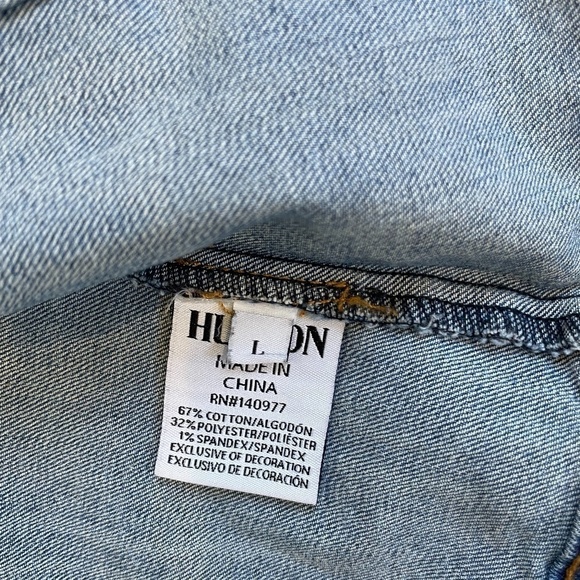 HU ON
L
MADE IN
CHINA
RN#140977
67% COTTON/ALGODÓN
32% POLYESTER/POLIÉSTER
1% SPANDEX/SPANDEX
EXCLUSIVE OF DECORATION
EXCLUSIVO DE DECORACIÓN